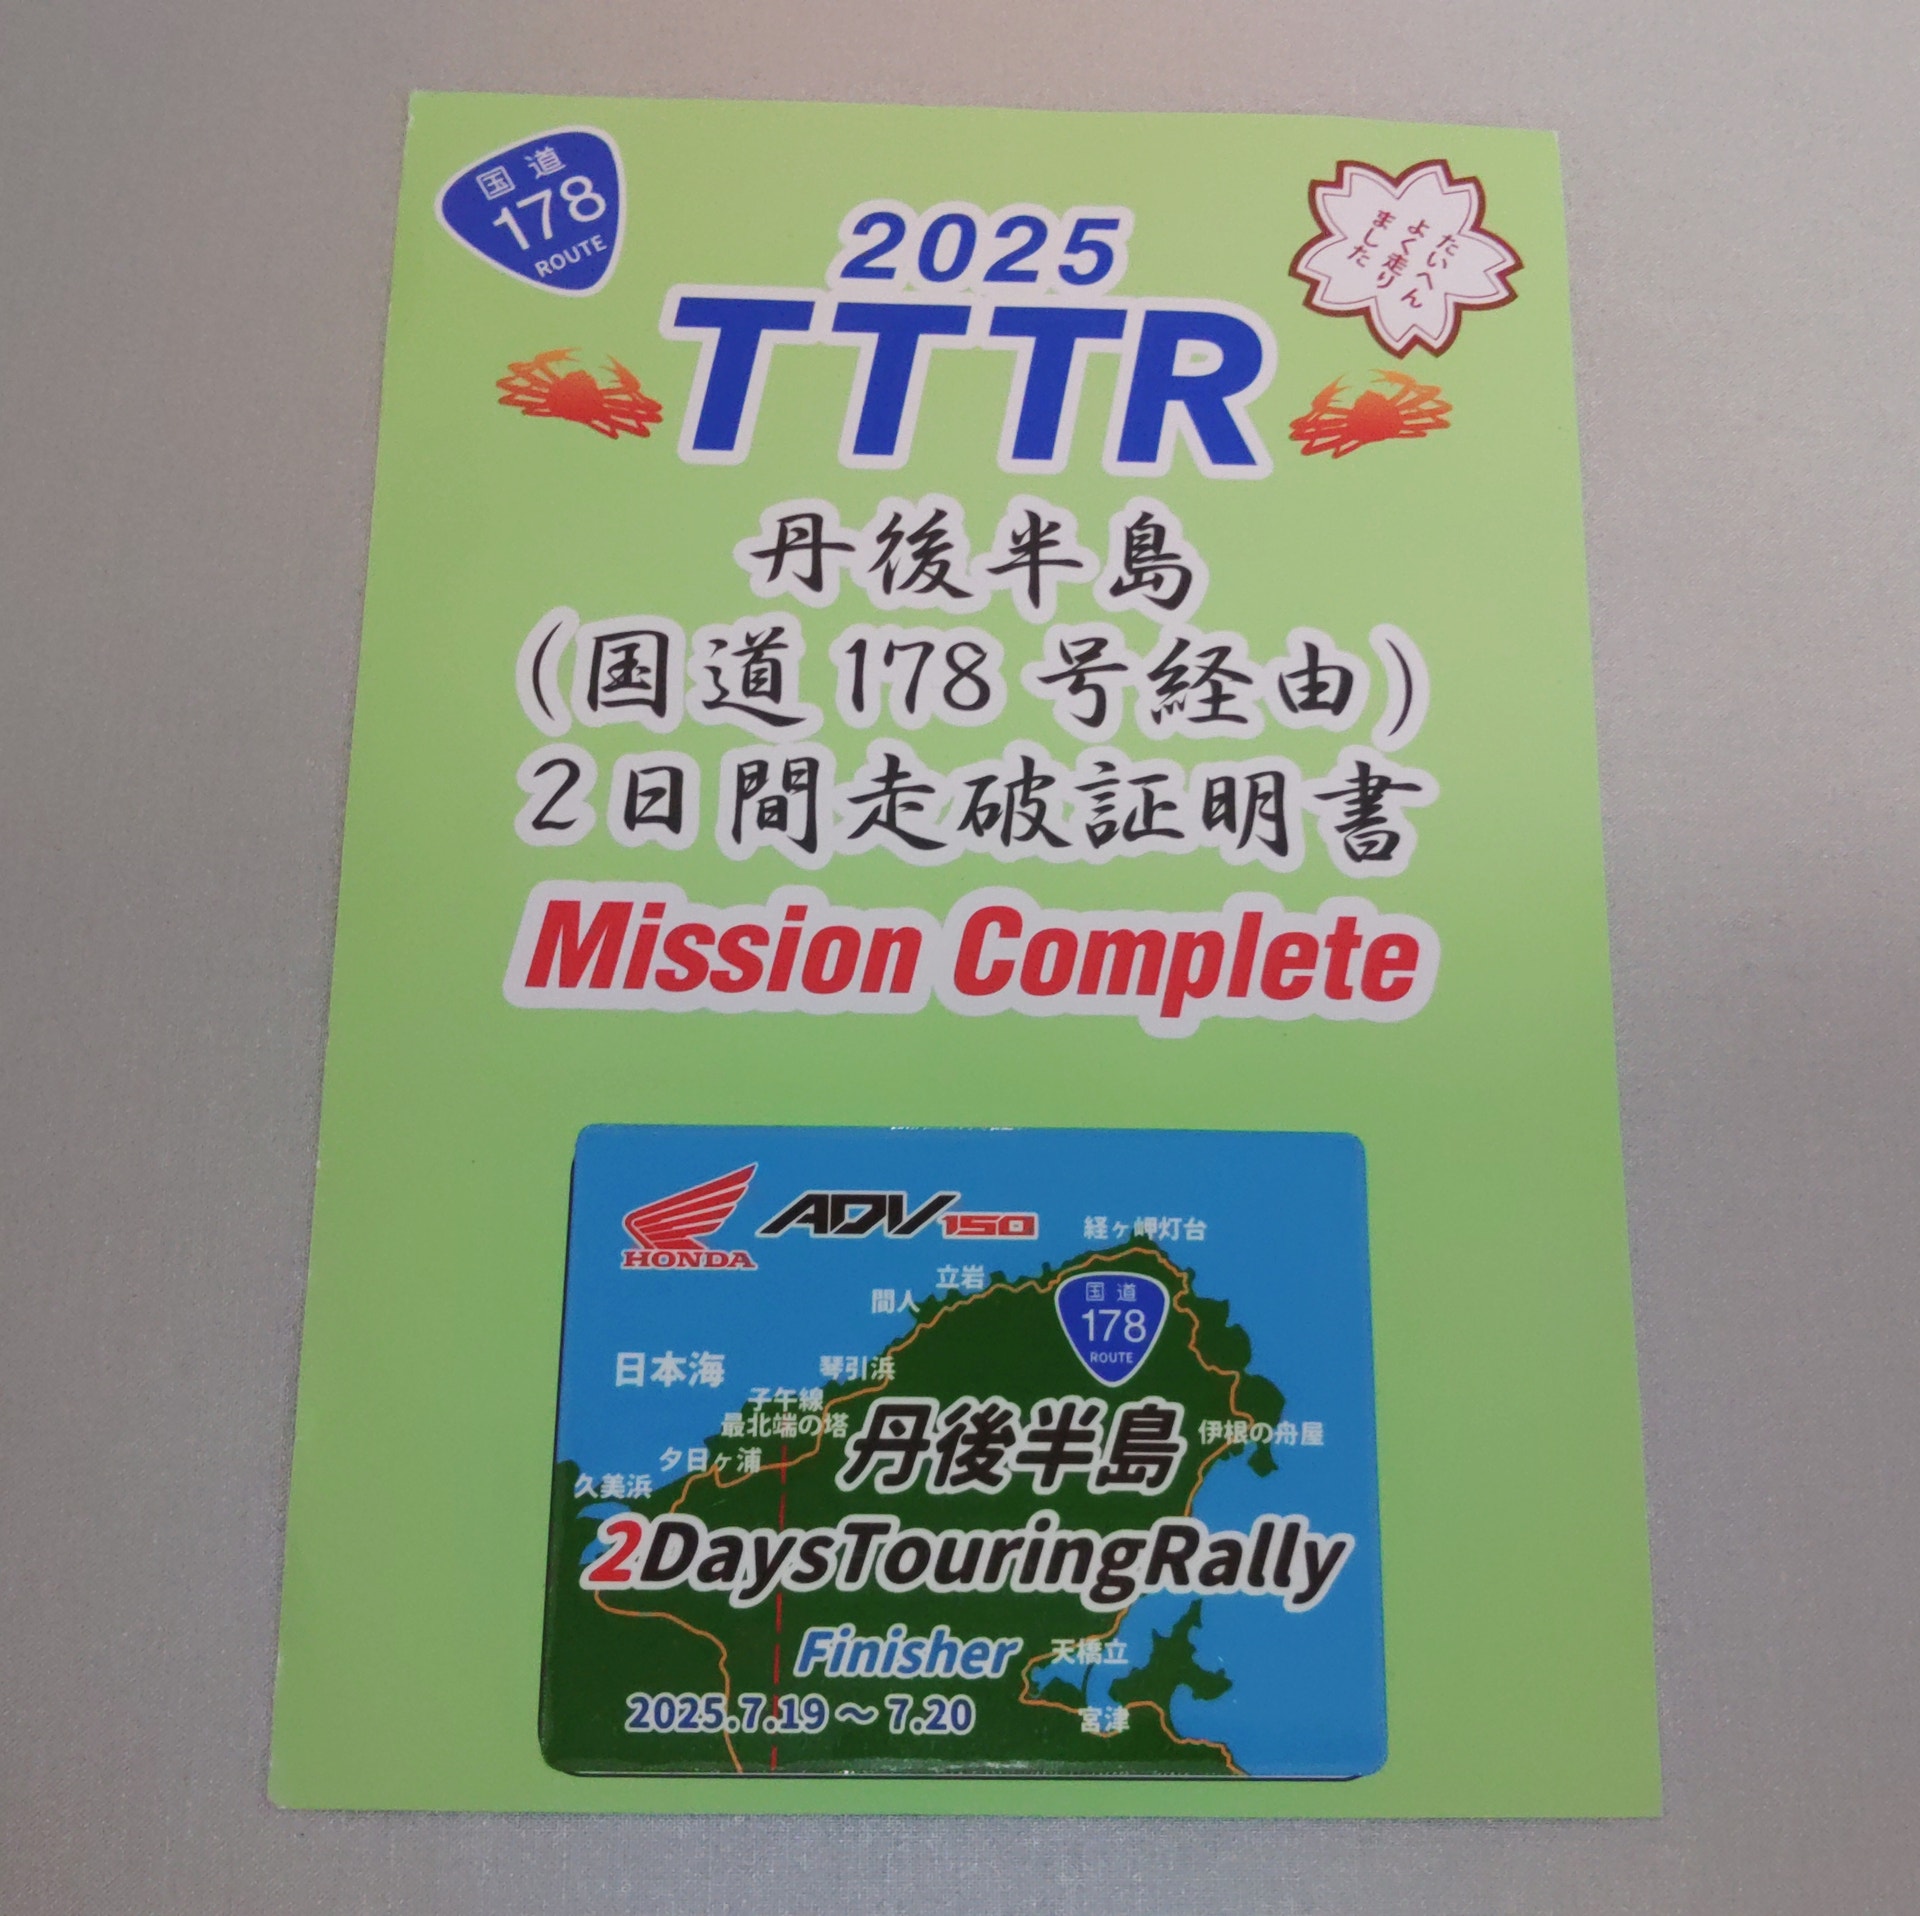 国道
178
ROUTE
たいへん
よく走り
ました
2025
TTTR
丹後半島
(国道178号経由)
2日間走破証明書
Mission Complete
HONDA
ADV150
経ヶ岬灯台
立岩
間人
国道
178
ROUTE
日本海
琴引浜
子午線
最北端の塔
丹後半島
伊根の舟屋
夕日ヶ浦
久美浜
2DaysTouringRally
Finisher
天橋立
2025.7.19～7.20
宮津